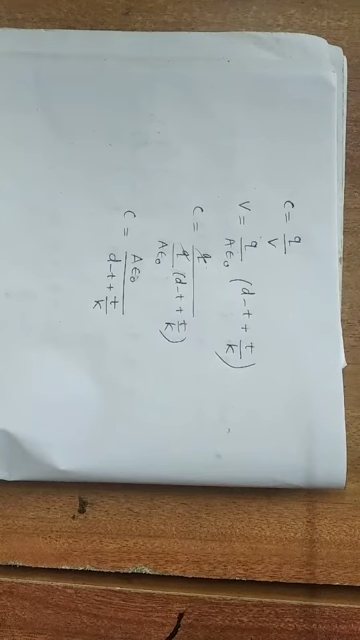 C = q/V
V = q/Aε₀ (d-t+t/k)
C = q/(q/Aε₀ (d-t+t/k))
C = Aε₀/(d-t+t/k)